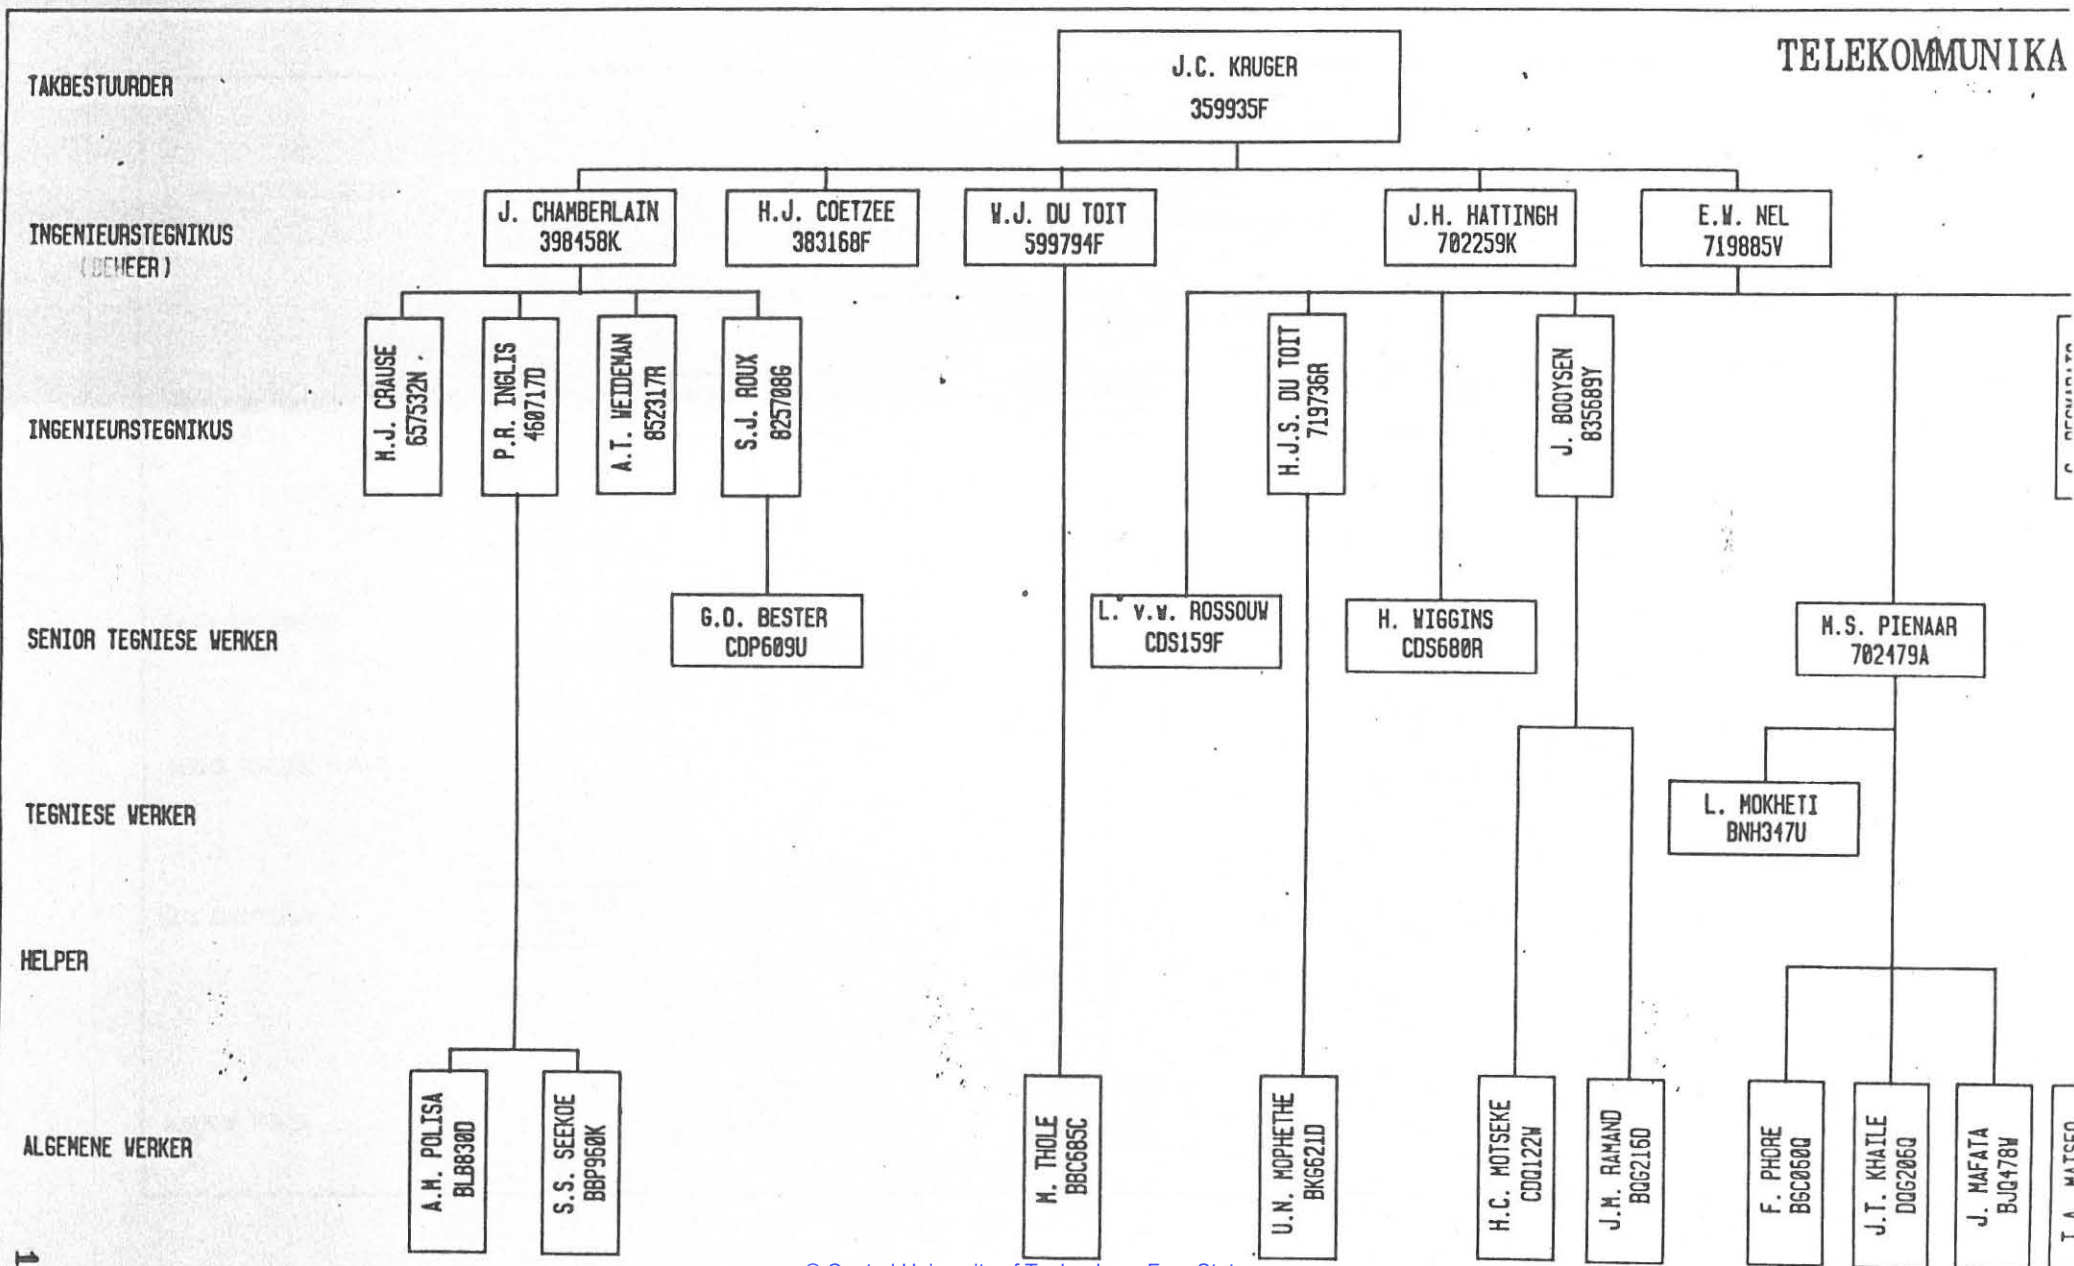 TELEKOMMUNIKA
TAKBESTUURDER
J.C. KRUGER
359935F
INGENIEURSTEGNIKUS
(BEHEER)
J. CHAMBERLAIN
398458K
H.J. COETZEE
383168F
W.J. DU TOIT
599794F
J.H. HATTINGH
702259K
E.W. NEL
719885V
INGENIEURSTEGNIKUS
M.J. CRAUSE
657532N
P.R. INGLIS
460717D
A.T. WEIDEMAN
852317R
S.J. ROUX
825708G
H.J.S. DU TOIT
719736R
J. BOOYSEN
835689Y
SENIOR TEGNIESE WERKER
G.O. BESTER
CDP609U
L. V.W. ROSSOUW
CDS159F
H. WIGGINS
CDS680R
M.S. PIENAAR
702479A
TEGNIESE WERKER
L. MOKHETI
BNH347U
HELPER
ALGEMENE WERKER
A.M. POLISA
BLB830D
S.S. SEEKOE
BBP960K
M. THOLE
BBC685C
U.N. MOPHETHE
BKG621D
H.C. MOTSEKE
CDQ122W
J.M. RAMAND
BQG216D
F. PHORE
BGC060Q
J.T. KHAILE
DQG206Q
J. MAFATA
BJQ478W
1